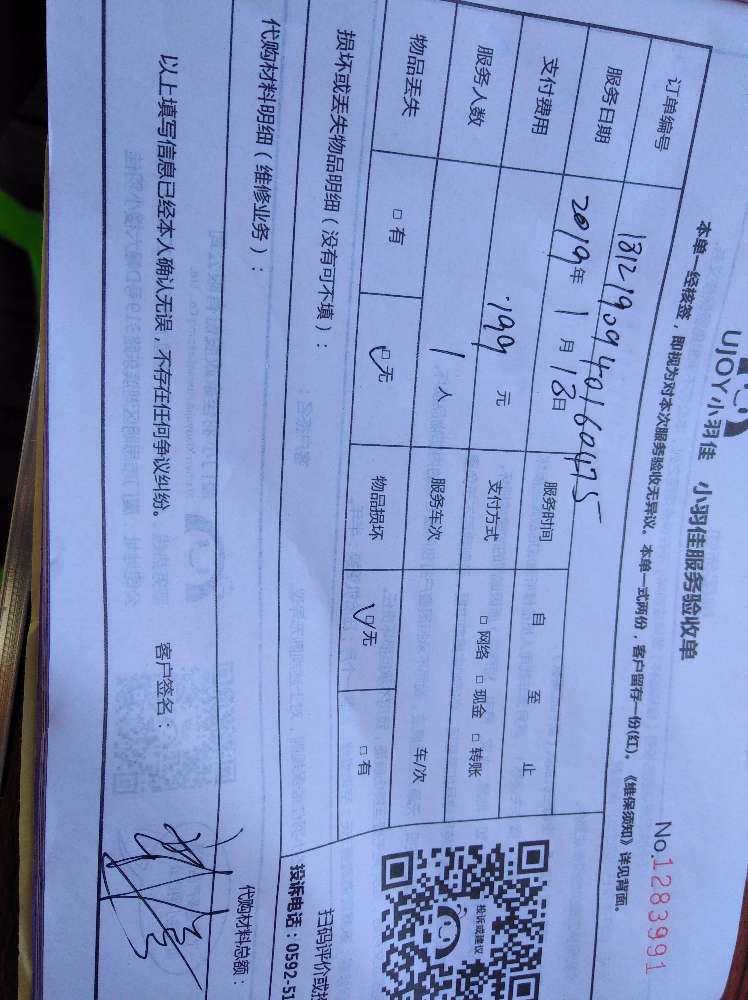 UJOY小羽佳 小羽佳服务验收单
No.1283991
本单一经核签，即视为对本次服务验收无异议。本单一式两份，客户留存一份(红)。《维保须知》详见背面。
订单编号 1812190940160475
服务日期 2019年1月18日 服务时间 自 至 止
支付费用 199元 支付方式 □网络 □现金 □转账
服务人数 1人 服务车次 车/次
物品丢失 □有 □无 物品损坏 □无 □有
损坏或丢失物品明细（没有可不填）：
投诉或建议
扫码评价或
投诉电话：0592-51
代购材料明细（维修业务）：
代购材料总额：
以上填写信息已经本人确认无误，不存在任何争议纠纷。 客户签名：